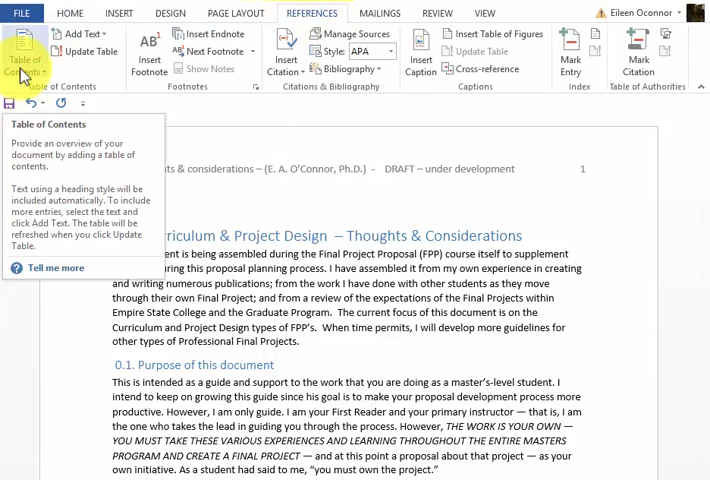 FILE HOME INSERT DESIGN PAGE LAYOUT REFERENCES MAILINGS REVIEW VIEW Eileen Oconnor
Table of Contents
Add Text
Update Table
Table of Contents
AB1
Insert Footnote
Insert Endnote
Next Footnote
Show Notes
Footnotes
Insert Citation
Manage Sources
Style: APA
Bibliography
Citations & Bibliography
Insert Caption
Insert Table of Figures
Update Table
Cross-reference
Captions
Mark Entry
Index
Mark Citation
Table of Authorities
Table of Contents
Provide an overview of your
document by adding a table of
contents.
Text using a heading style will be
included automatically. To include
more entries, select the text and
click Add Text. The table will be
refreshed when you click Update
Table.
Tell me more
& considerations – (E. A. O'Connor, Ph.D.) - DRAFT – under development 1
& Project Design – Thoughts & Considerations
is being assembled during the Final Project Proposal (FPP) course itself to supplement
this proposal planning process. I have assembled it from my own experience in creating
and writing numerous publications; from the work I have done with other students as they move
through their own Final Project; and from a review of the expectations of the Final Projects within
Empire State College and the Graduate Program. The current focus of this document is on the
Curriculum and Project Design types of FPP's. When time permits, I will develop more guidelines for
other types of Professional Final Projects.
0.1. Purpose of this document
This is intended as a guide and support to the work that you are doing as a master's-level student. I
intend to keep on growing this guide since his goal is to make your proposal development process more
productive. However, I am only guide. I am your First Reader and your primary instructor — that is, I am
the one who takes the lead in guiding you through the process. However, THE WORK IS YOUR OWN —
YOU MUST TAKE THESE VARIOUS EXPERIENCES AND LEARNING THROUGHOUT THE ENTIRE MASTERS
PROGRAM AND CREATE A FINAL PROJECT — and at this point a proposal about that project — as your
own initiative. As a student had said to me, "you must own the project."